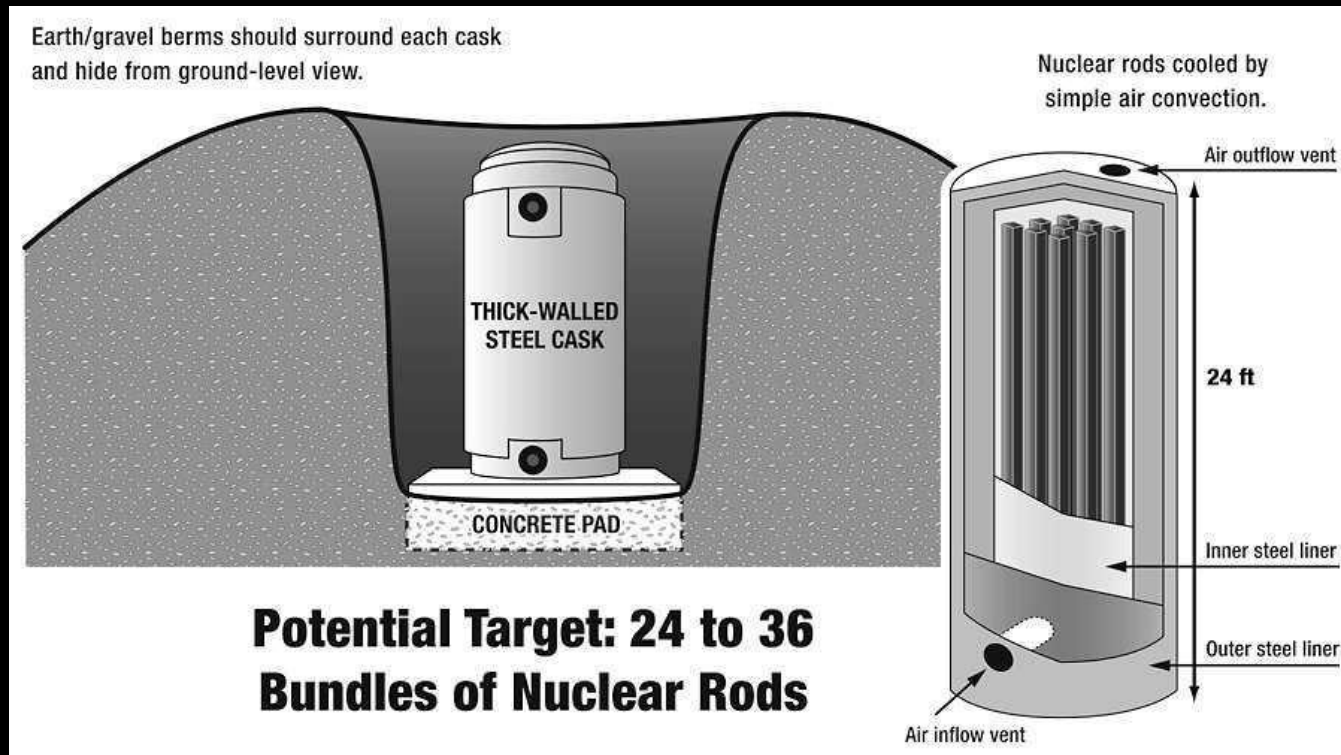 Earth/gravel berms should surround each cask
and hide from ground-level view.
Nuclear rods cooled by
simple air convection.
Air outflow vent
THICK-WALLED
STEEL CASK
24 ft
CONCRETE PAD
Inner steel liner
Potential Target: 24 to 36
Bundles of Nuclear Rods
Outer steel liner
Air inflow vent